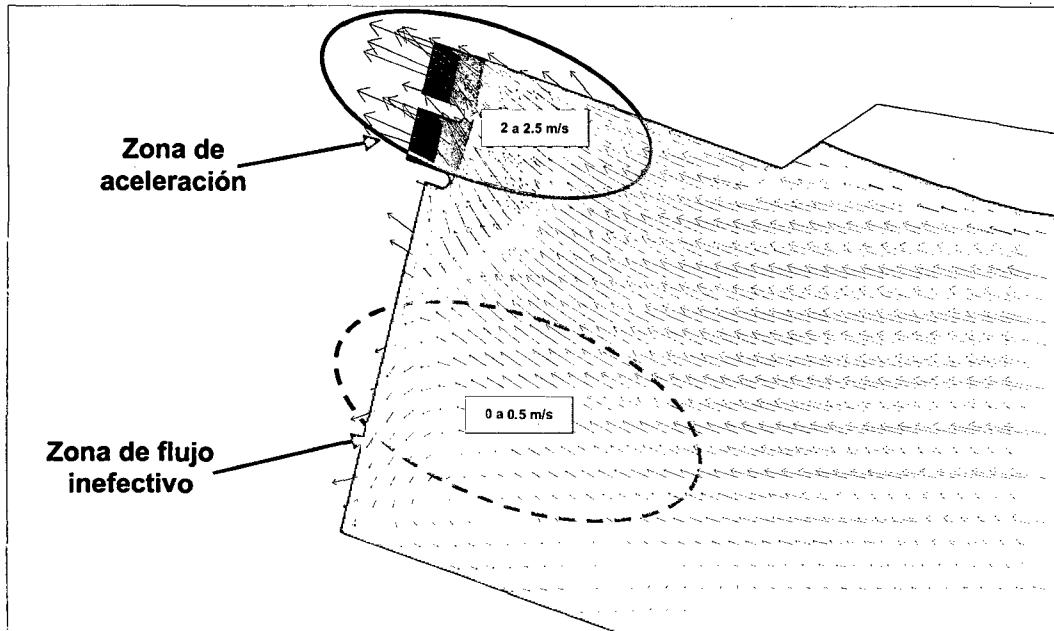 2 a 2.5 m/s
Zona de
aceleración
0 a 0.5 m/s
Zona de flujo
inefectivo